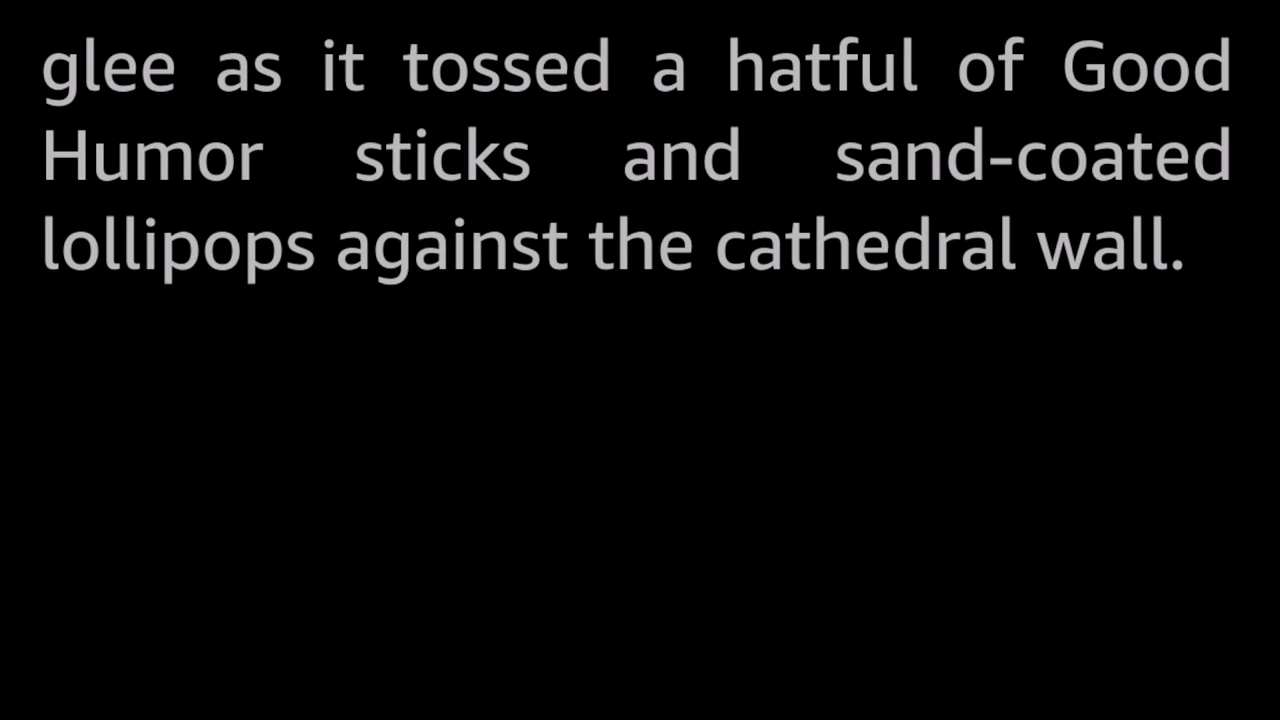 glee as it tossed a hatful of Good
Humor sticks and sand-coated
lollipops against the cathedral wall.